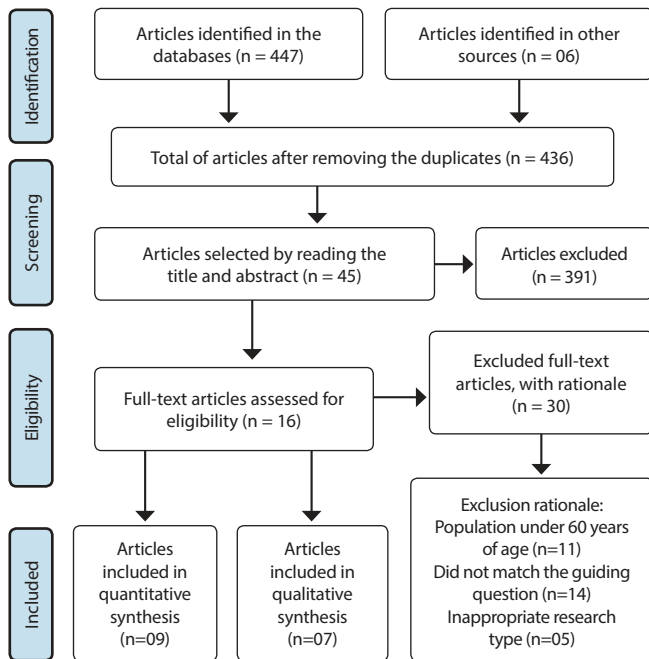 Identification
Articles identified in the
databases (n = 447)
Articles identified in other
sources (n = 06)
Total of articles after removing the duplicates (n = 436)
Screening
Articles selected by reading the
title and abstract (n = 45)
Articles excluded
(n = 391)
Eligibility
Full-text articles assessed for
eligibility (n = 16)
Excluded full-text
articles, with rationale
(n = 30)
Included
Articles
included in
quantitative
synthesis
(n=09)
Articles
included in
qualitative
synthesis
(n=07)
Exclusion rationale:
Population under 60 years
of age (n=11)
Did not match the guiding
question (n=14)
Inappropriate research
type (n=05)